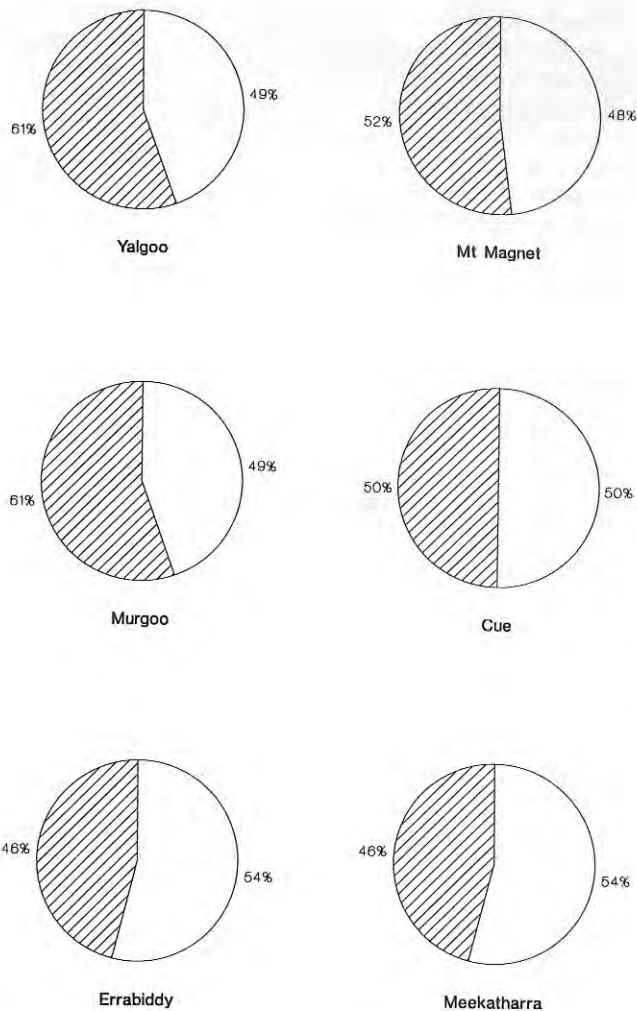 49%
61%
Yalgoo
52%
48%
Mt Magnet
49%
61%
Murgoo
50%
50%
Cue
46%
54%
Errabiddy
46%
54%
Meekatharra